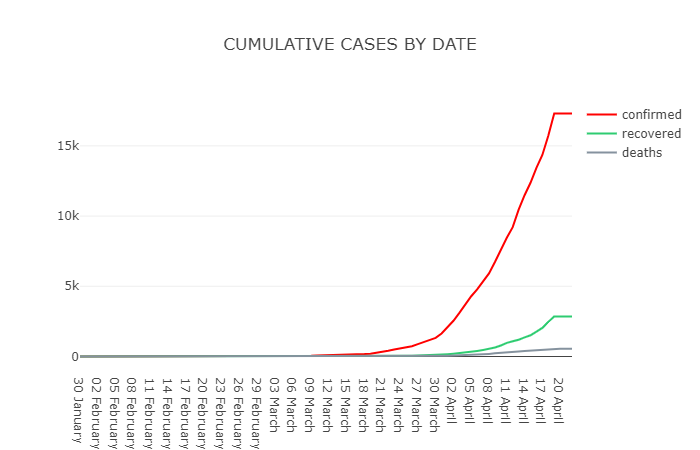 CUMULATIVE CASES BY DATE
confirmed
recovered
deaths
15k
10k
5k
0
30 January
02 February
05 February
08 February
11 February
14 February
17 February
20 February
23 February
26 February
29 February
03 March
06 March
09 March
12 March
15 March
18 March
21 March
24 March
27 March
30 March
02 April
05 April
08 April
11 April
14 April
17 April
20 April